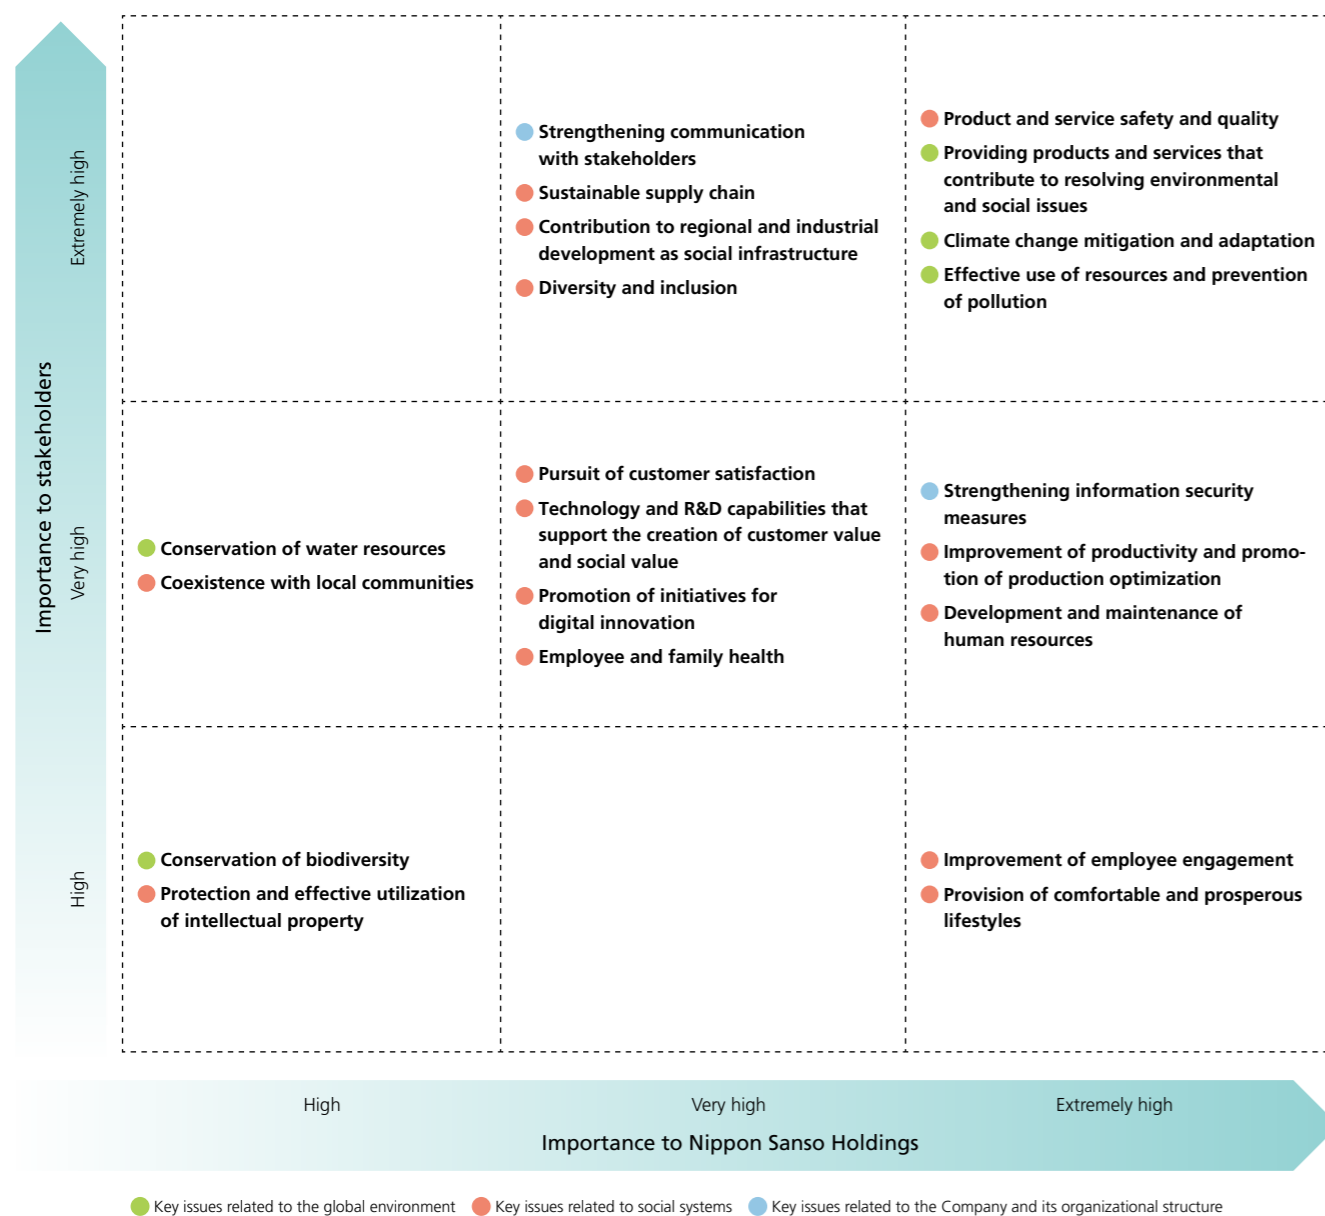 Importance to stakeholders
Extremely high
Strengthening communication
with stakeholders
Sustainable supply chain
Contribution to regional and industrial
development as social infrastructure
Diversity and inclusion
Product and service safety and quality
Providing products and services that
contribute to resolving environmental
and social issues
Climate change mitigation and adaptation
Effective use of resources and prevention
of pollution
Very high
Conservation of water resources
Coexistence with local communities
Pursuit of customer satisfaction
Technology and R&D capabilities that
support the creation of customer value
and social value
Promotion of initiatives for
digital innovation
Employee and family health
Strengthening information security
measures
Improvement of productivity and promo-
tion of production optimization
Development and maintenance of
human resources
High
Conservation of biodiversity
Protection and effective utilization
of intellectual property
Improvement of employee engagement
Provision of comfortable and prosperous
lifestyles
High Very high Extremely high
Importance to Nippon Sanso Holdings
Key issues related to the global environment Key issues related to social systems Key issues related to the Company and its organizational structure